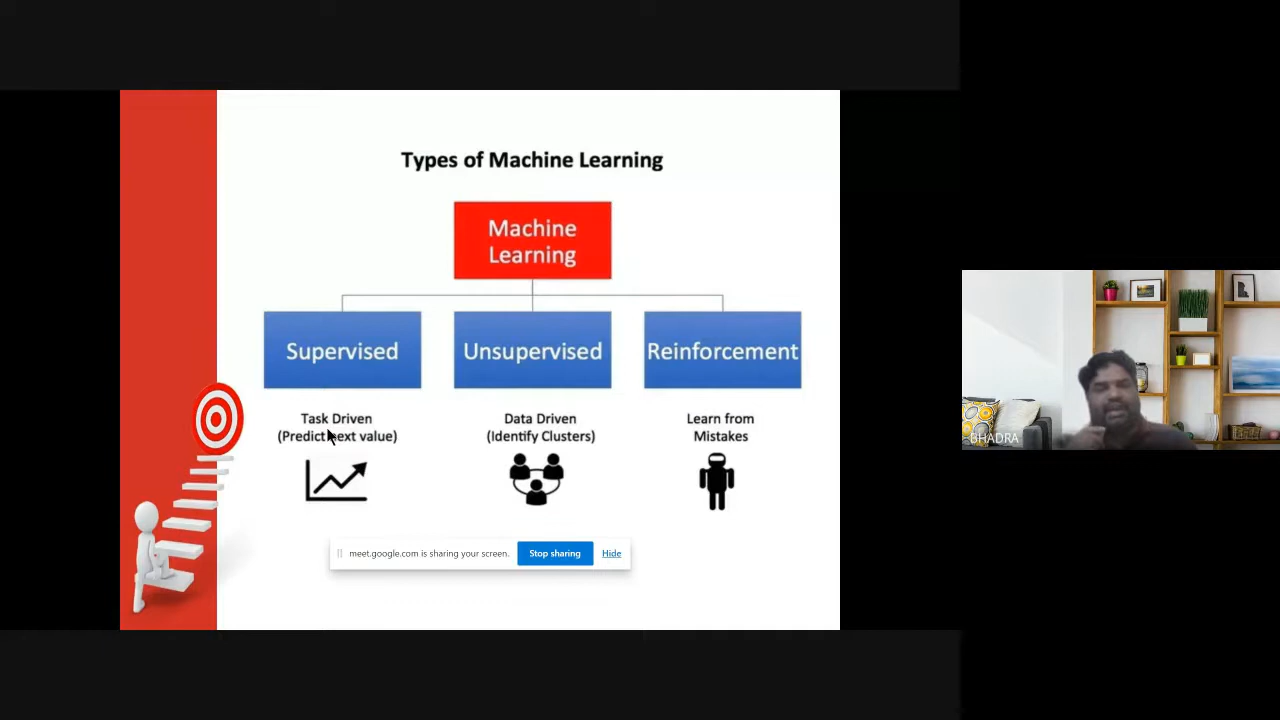 Types of Machine Learning
Machine
Learning
Supervised
Unsupervised
Reinforcement
Task Driven
(Predict next value)
Data Driven
(Identify Clusters)
Learn from
Mistakes
meet.google.com is sharing your screen.
Stop sharing
Hide
BHADRA